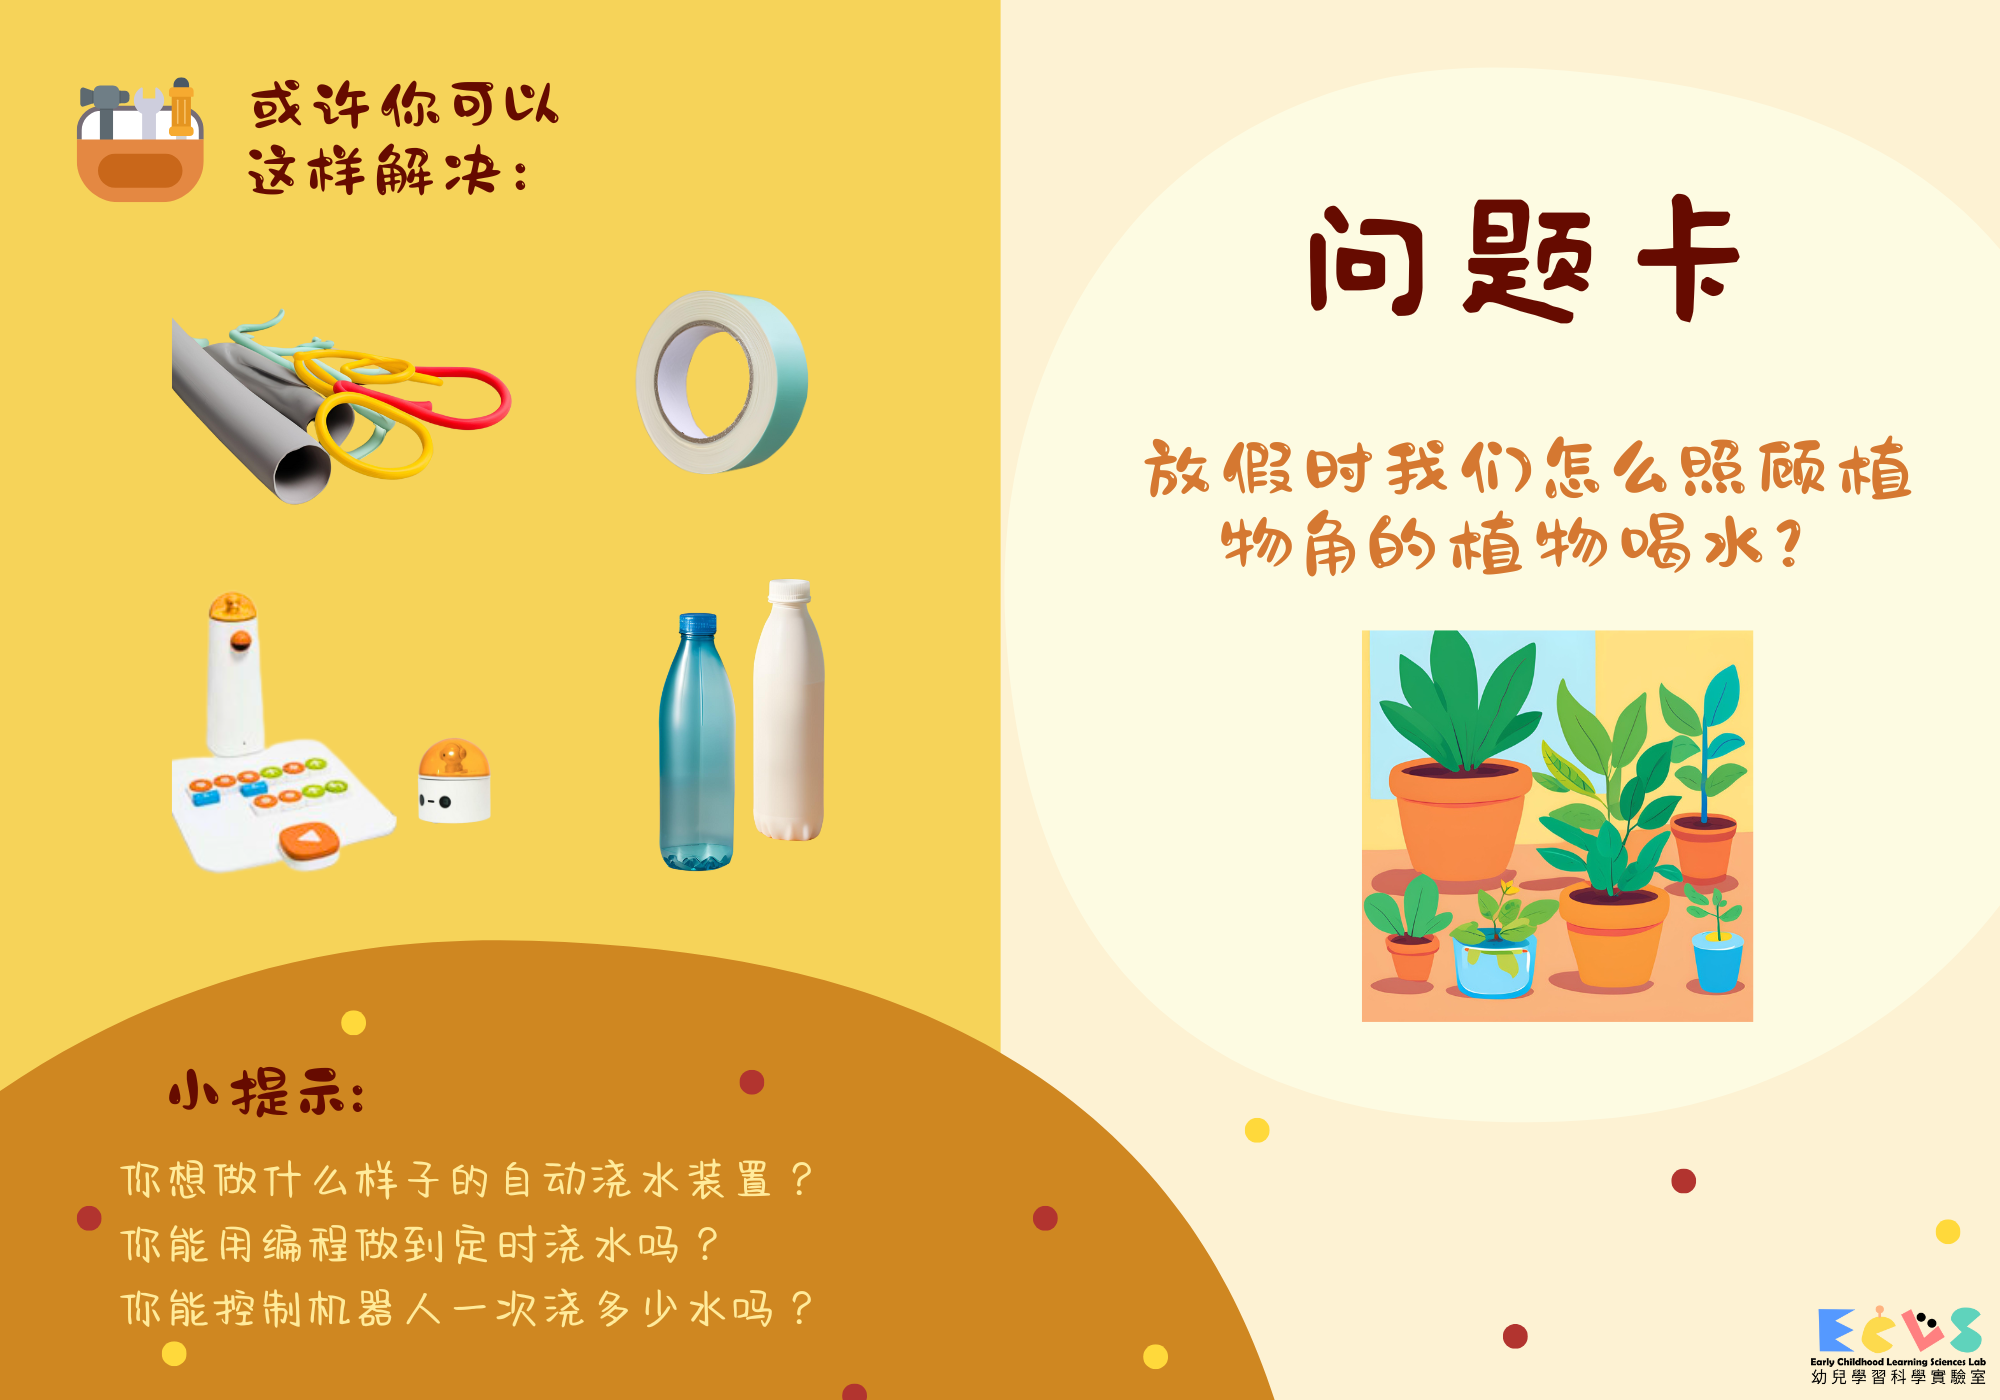 或许你可以
这样解决：
小提示：
你想做什么样子的自动浇水装置？
你能用编程做到定时浇水吗？
你能控制机器人一次浇多少水吗？
问题卡
放假时我们怎么照顾植
物角的植物喝水？
ECLS
Early Childhood Learning Sciences Lab
幼兒學習科學實驗室